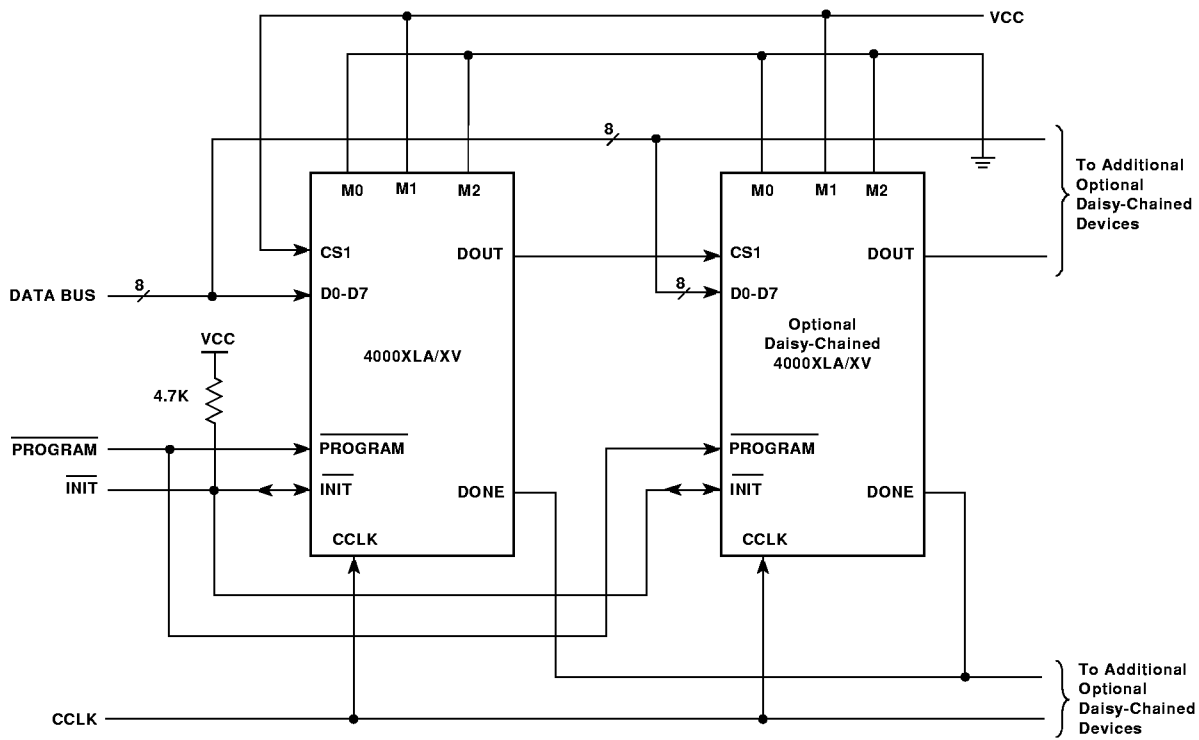 VCC
8
M0 M1 M2
M0 M1 M2
To Additional
Optional
Daisy-Chained
Devices
CS1
DOUT
CS1
DOUT
DATA BUS
8
D0-D7
8
D0-D7
VCC
4.7K
4000XLA/XV
Optional
Daisy-Chained
4000XLA/XV
PROGRAM
PROGRAM
PROGRAM
INIT
INIT
DONE
INIT
DONE
CCLK
CCLK
To Additional
Optional
Daisy-Chained
Devices
CCLK